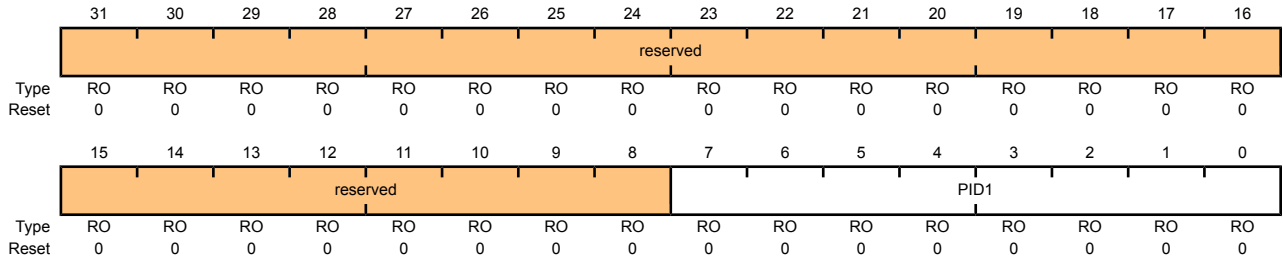 31 30 29 28 27 26 25 24 23 22 21 20 19 18 17 16
reserved
Type RO RO RO RO RO RO RO RO RO RO RO RO RO RO RO RO
Reset 0 0 0 0 0 0 0 0 0 0 0 0 0 0 0 0
15 14 13 12 11 10 9 8 7 6 5 4 3 2 1 0
reserved PID1
Type RO RO RO RO RO RO RO RO RO RO RO RO RO RO RO RO
Reset 0 0 0 0 0 0 0 0 0 0 0 0 0 0 0 0